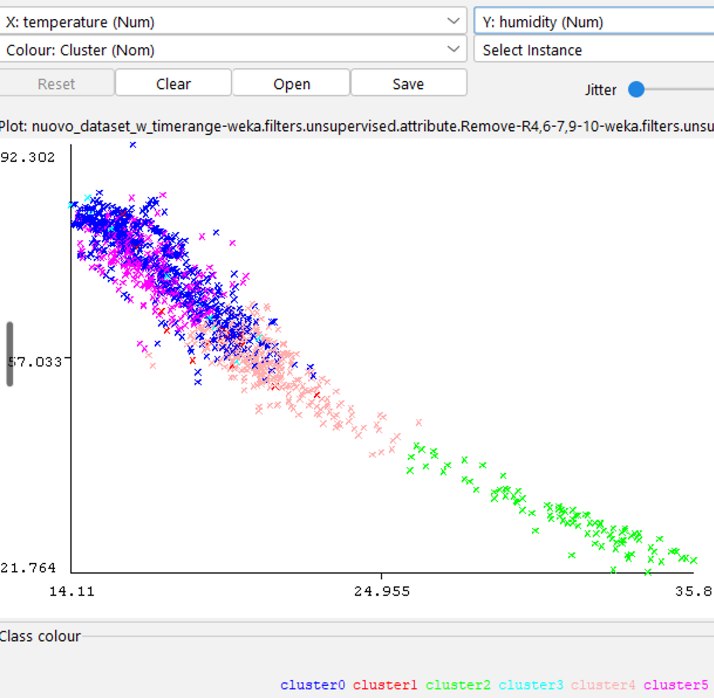 X: temperature (Num) Y: humidity (Num)
Colour: Cluster (Nom) Select Instance
Reset Clear Open Save Jitter
Plot: nuovo_dataset_w_timerange-weka.filters.unsupervised.attribute.Remove-R4,6-7,9-10-weka.filters.unsu
92.302
57.033
21.764
14.11 24.955 35.8
Class colour
cluster0 cluster1 cluster2 cluster3 cluster4 cluster5